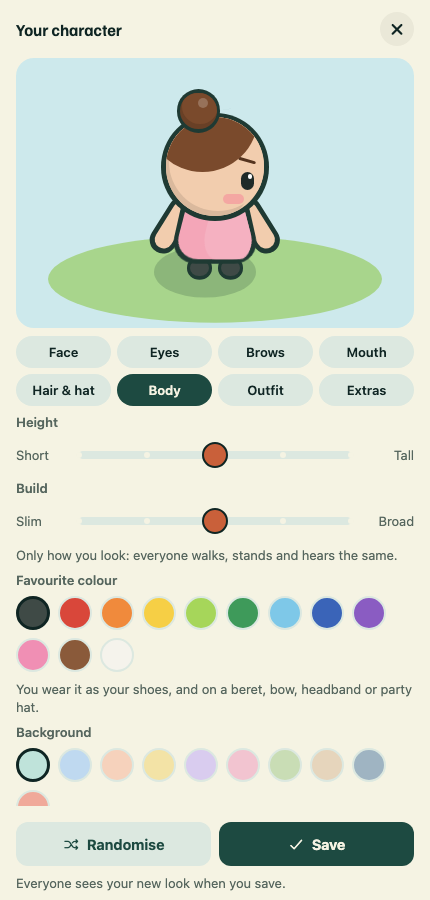 Your character
Face
Eyes
Brows
Mouth
Hair & hat
Body
Outfit
Extras
Height
Short
Tall
Build
Slim
Broad
Only how you look: everyone walks, stands and hears the same.
Favourite colour
You wear it as your shoes, and on a beret, bow, headband or party
hat.
Background
Randomise
Save
Everyone sees your new look when you save.